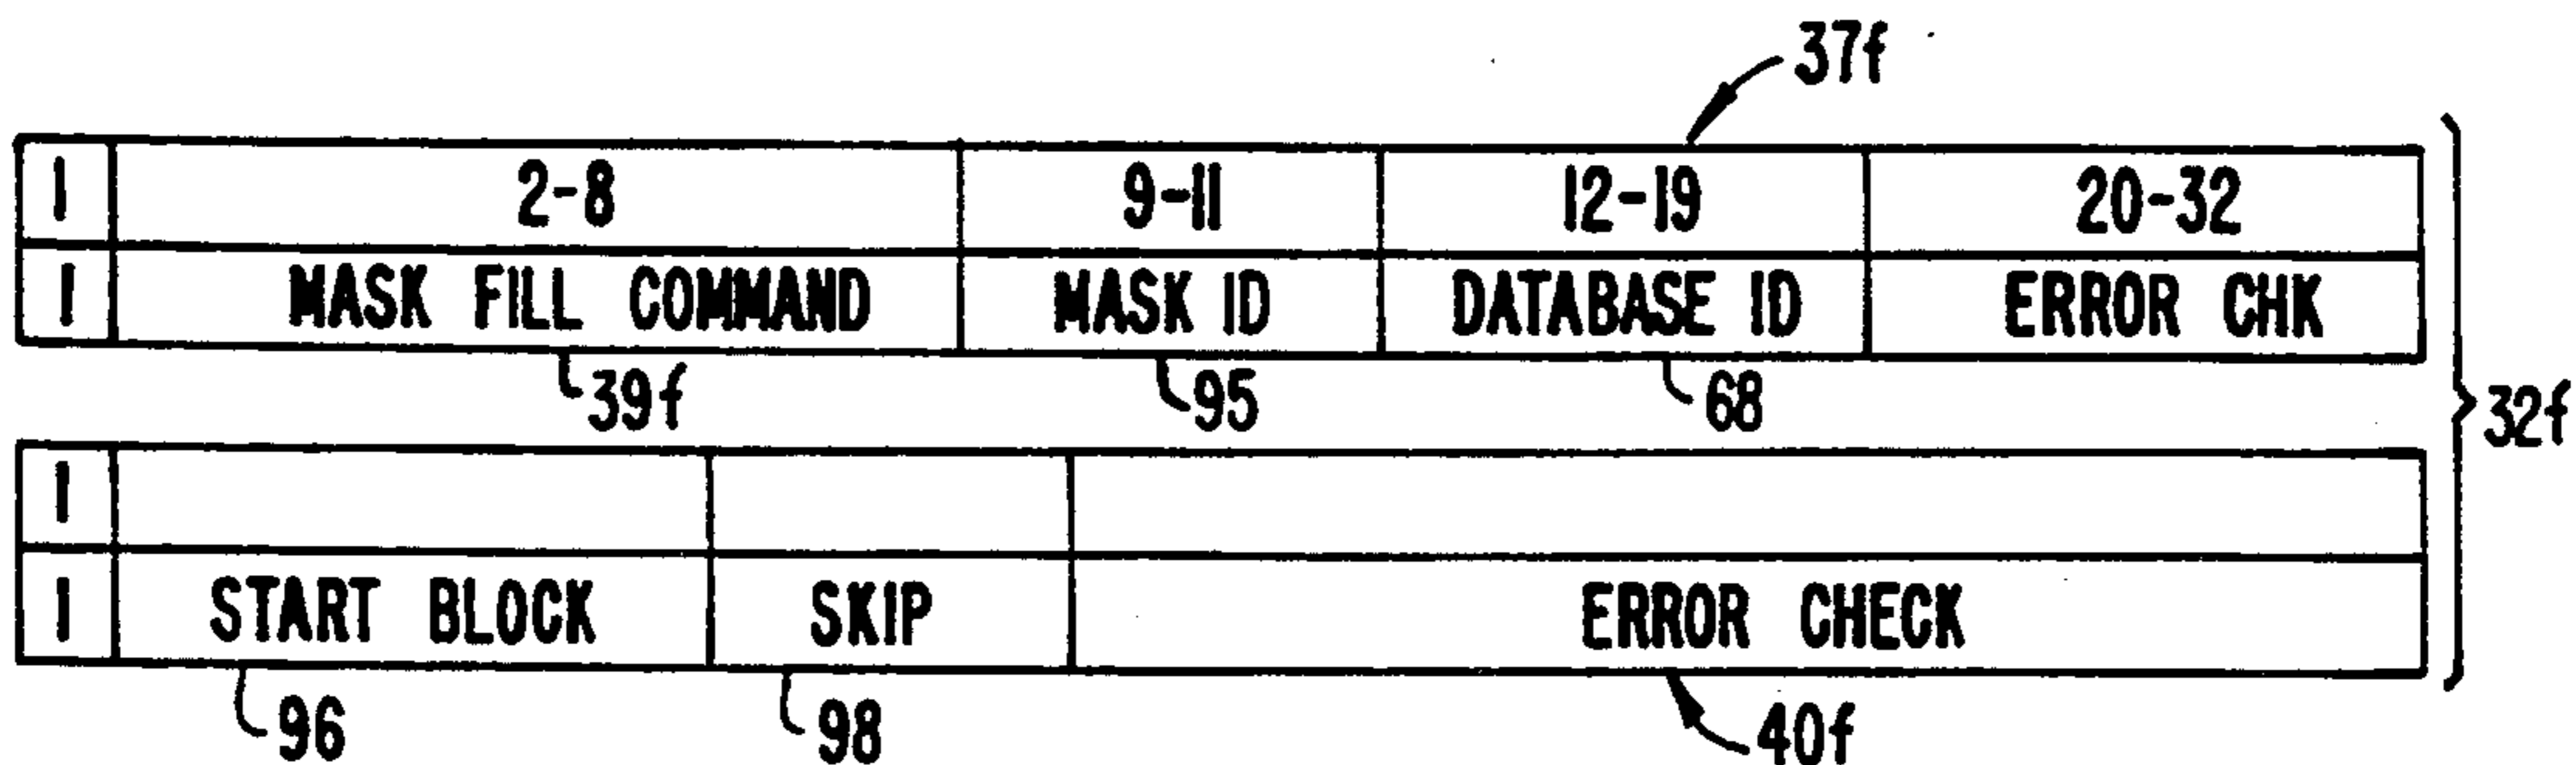 37f
1 2-8 9-11 12-19 20-32
1 MASK FILL COMMAND MASK ID DATABASE ID ERROR CHK
39f 95 68
32f
1
1 START BLOCK SKIP ERROR CHECK
96 98 40f